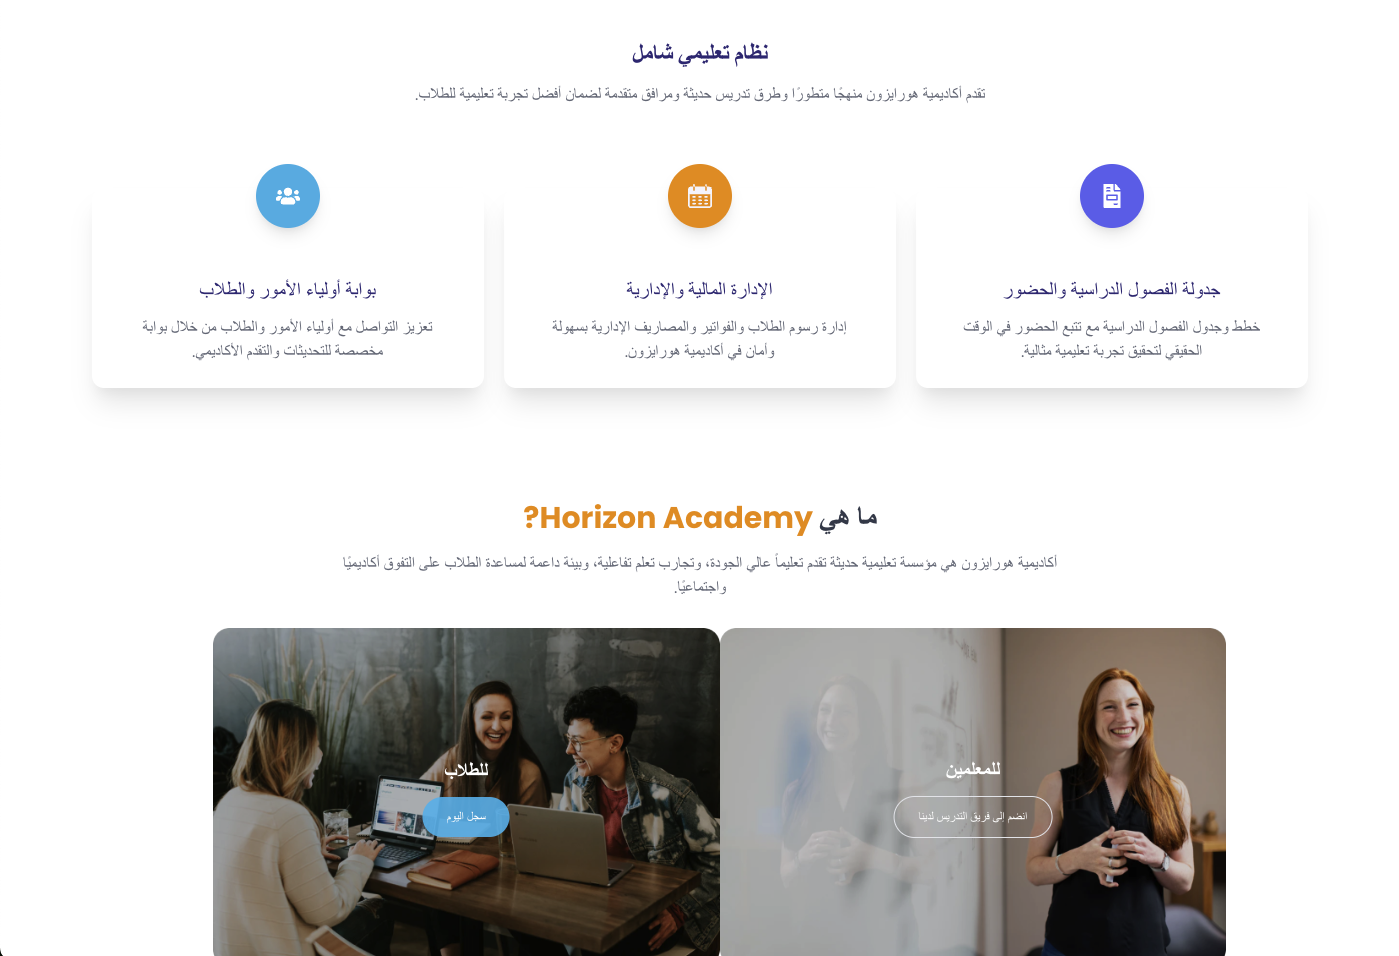 نظام تعليمي شامل
تقدم أكاديمية هورايزون منهجًا متطورًا وطرق تدريس حديثة ومرافق متقدمة لضمان أفضل تجربة تعليمية للطلاب.
جدولة الفصول الدراسية والحضور
خطط وجدول الفصول الدراسية مع تتبع الحضور في الوقت
الحقيقي لتحقيق تجربة تعليمية مثالية.
الإدارة المالية والإدارية
إدارة رسوم الطلاب والفواتير والمصاريف الإدارية بسهولة
وأمان في أكاديمية هورايزون.
بوابة أولياء الأمور والطلاب
تعزيز التواصل مع أولياء الأمور والطلاب من خلال بوابة
مخصصة للتحديثات والتقدم الأكاديمي.
ما هي Horizon Academy?
أكاديمية هورايزون هي مؤسسة تعليمية حديثة تقدم تعليماً عالي الجودة، وتجارب تعلم تفاعلية، وبيئة داعمة لمساعدة الطلاب على التفوق أكاديميًا
واجتماعيًا.
للمعلمين
انضم إلى فريق التدريس لدينا
للطلاب
سجل اليوم